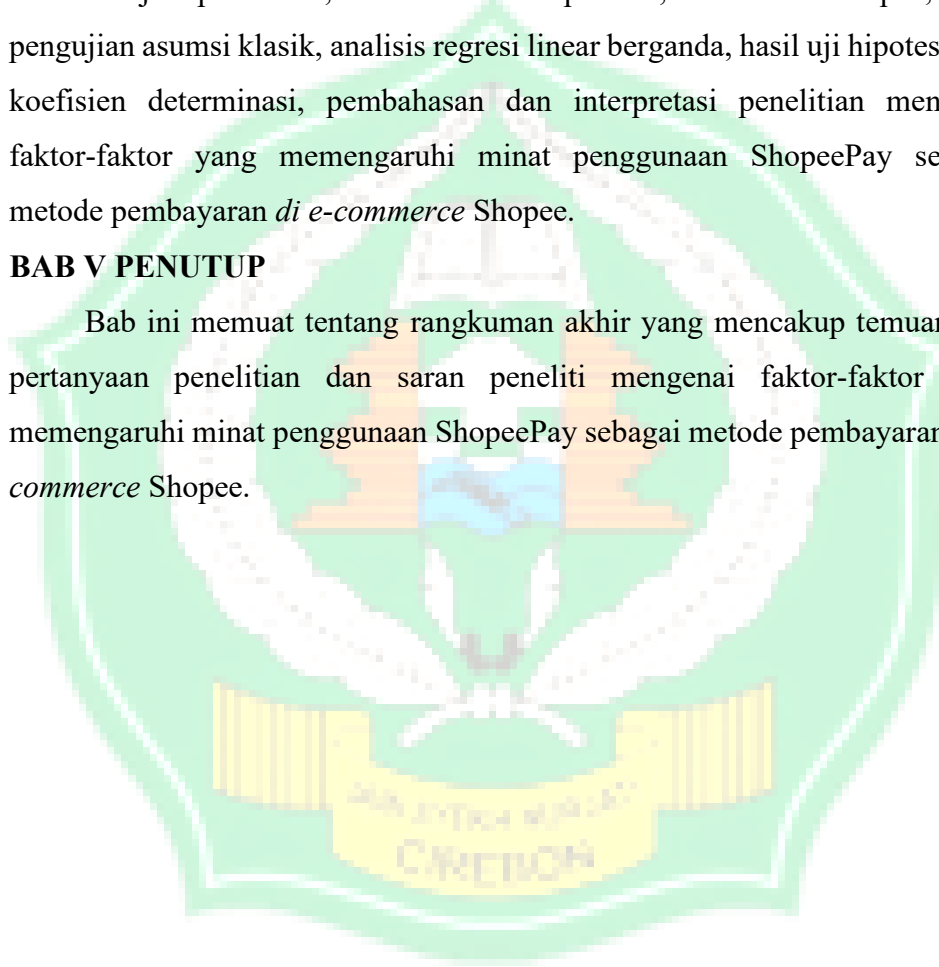 pengujian asumsi klasik, analisis regresi linear berganda, hasil uji hipotes
koefisien determinasi, pembahasan dan interpretasi penelitian men
faktor-faktor yang memengaruhi minat penggunaan ShopeePay se
metode pembayaran di e-commerce Shopee.
BAB V PENUTUP
Bab ini memuat tentang rangkuman akhir yang mencakup temuan
pertanyaan penelitian dan saran peneliti mengenai faktor-faktor
memengaruhi minat penggunaan ShopeePay sebagai metode pembayaran
commerce Shopee.
CIREBON